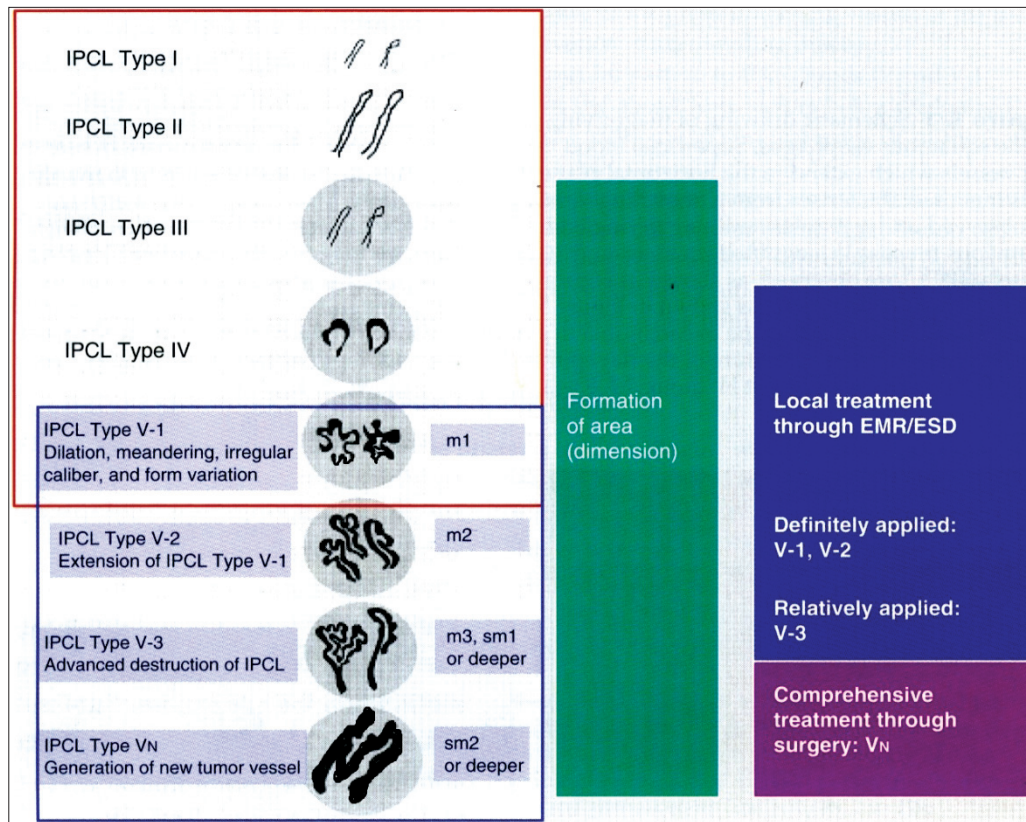 IPCL Type I
IPCL Type II
IPCL Type III
IPCL Type IV
IPCL Type V-1
Dilation, meandering, irregular
caliber, and form variation
m1
IPCL Type V-2
Extension of IPCL Type V-1
m2
IPCL Type V-3
Advanced destruction of IPCL
m3, sm1
or deeper
IPCL Type VN
Generation of new tumor vessel
sm2
or deeper
Formation
of area
(dimension)
Local treatment
through EMR/ESD
Definitely applied:
V-1, V-2
Relatively applied:
V-3
Comprehensive
treatment through
surgery: VN